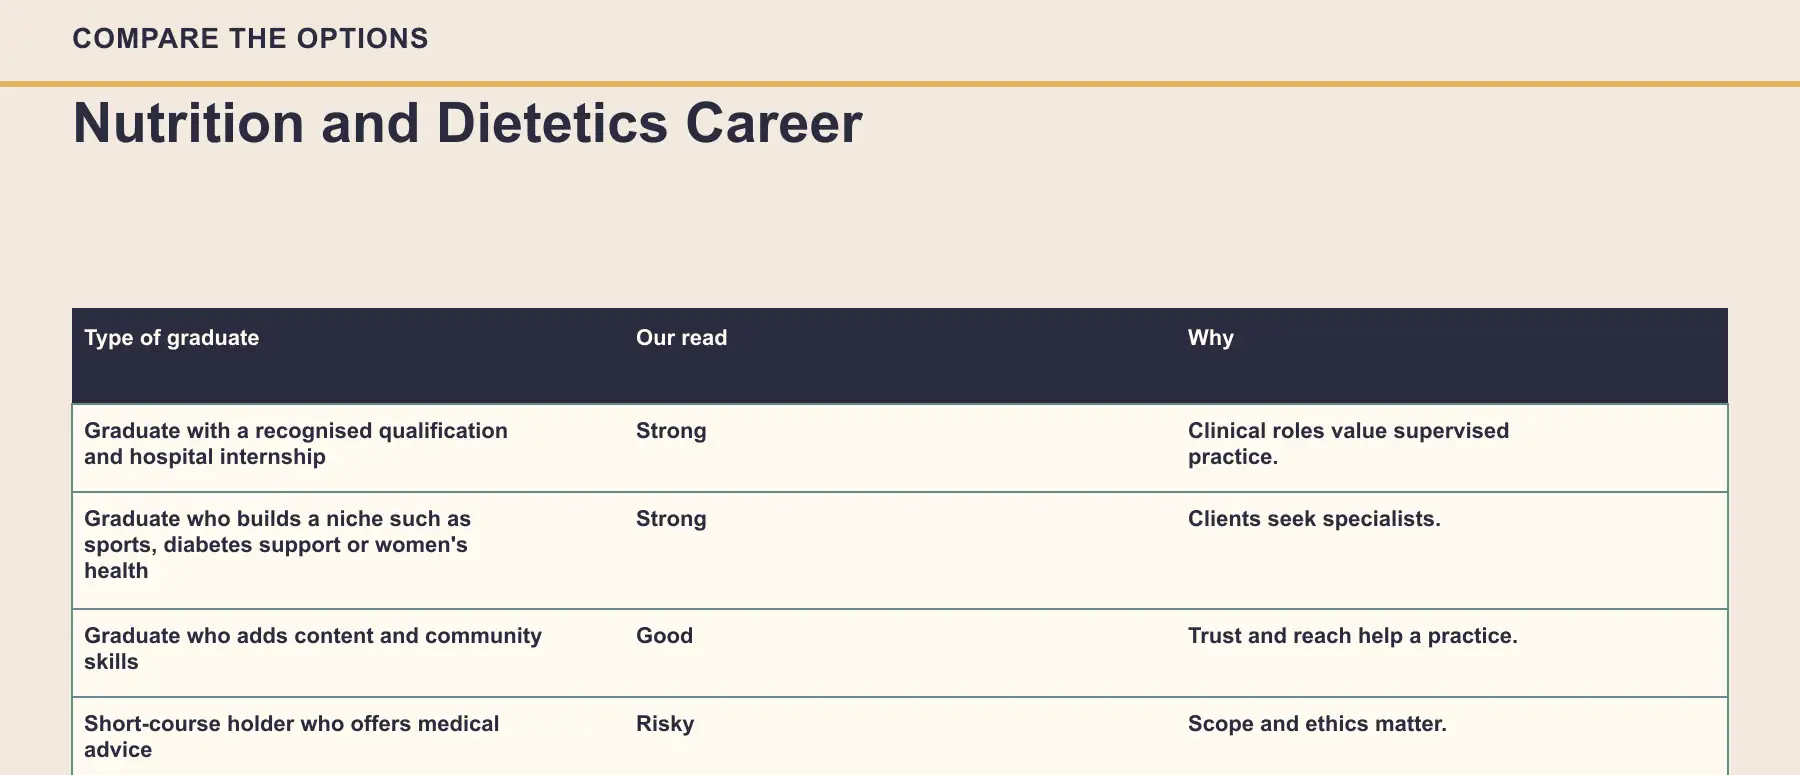 COMPARE THE OPTIONS
Nutrition and Dietetics Career
Type of graduate
Our read
Why
Graduate with a recognised qualification
and hospital internship
Strong
Clinical roles value supervised
practice.
Graduate who builds a niche such as
sports, diabetes support or women's
health
Strong
Clients seek specialists.
Graduate who adds content and community
skills
Good
Trust and reach help a practice.
Short-course holder who offers medical
advice
Risky
Scope and ethics matter.